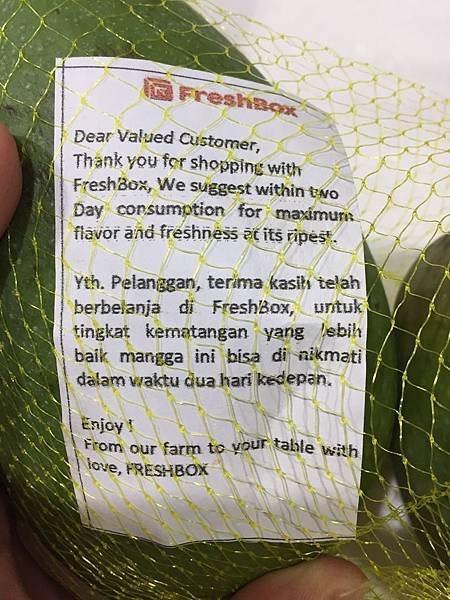 FreshBox
Dear Valued Customer,
Thank you for shopping with
FreshBox, We suggest within two
Day consumption for maximum
flavor and freshness at its ripest.
Yth. Pelanggan, terima kasih telah
berbelanja di FreshBox, untuk
tingkat kematangan yang lebih
baik mangga ini bisa di nikmati
dalam waktu dua hari kedepan.
Enjoy !
From our farm to your table with
love, FRESHBOX